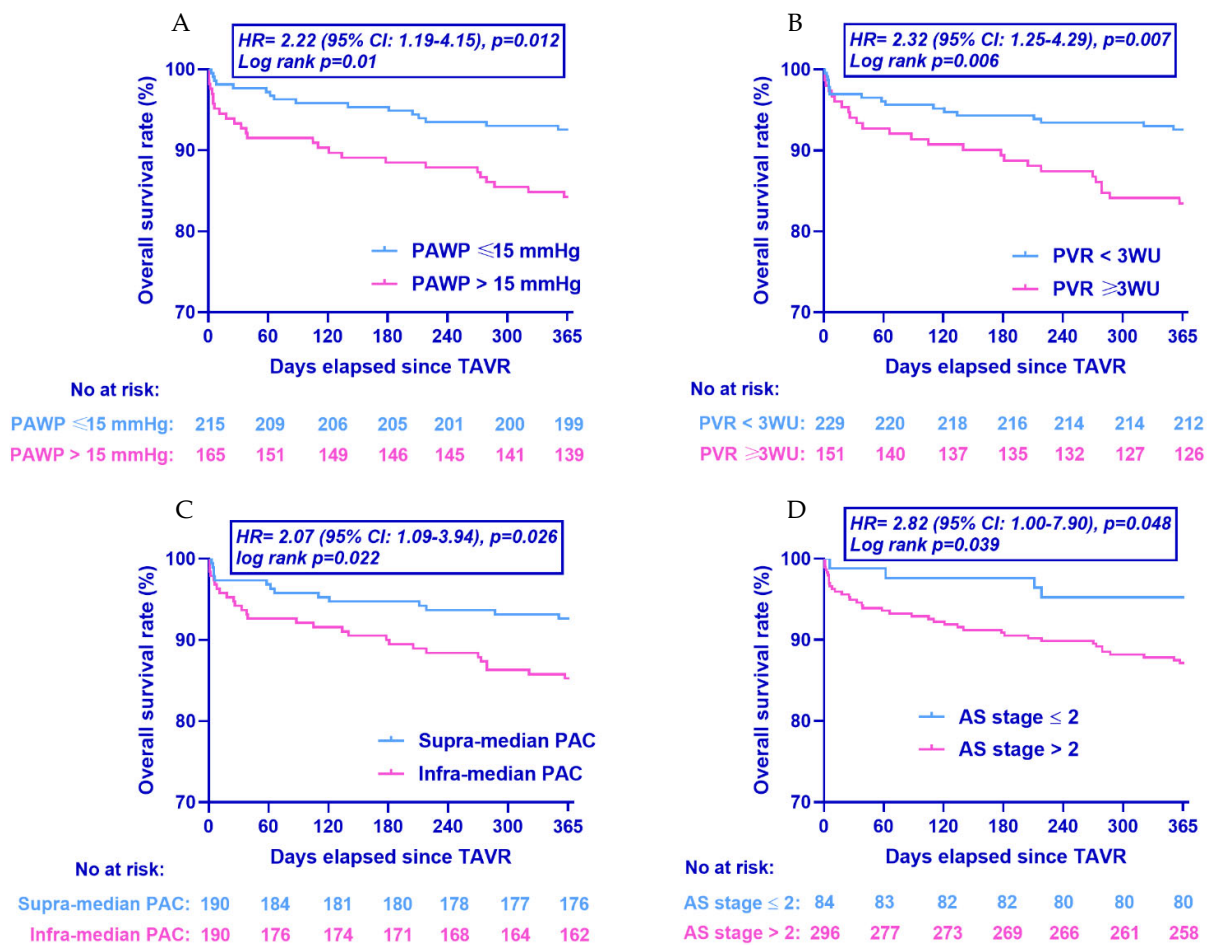 A
HR= 2.22 (95% CI: 1.19-4.15), p=0.012
Log rank p=0.01
Overall survival rate (%)
100
90
80
70
PAWP ⩽15 mmHg
PAWP > 15 mmHg
0 60 120 180 240 300 365
Days elapsed since TAVR
No at risk:
PAWP ⩽15 mmHg: 215 209 206 205 201 200 199
PAWP > 15 mmHg: 165 151 149 146 145 141 139
B
HR= 2.32 (95% CI: 1.25-4.29), p=0.007
Log rank p=0.006
Overall survival rate (%)
100
90
80
70
PVR < 3WU
PVR ⩾3WU
0 60 120 180 240 300 365
Days elapsed since TAVR
No at risk:
PVR < 3WU: 229 220 218 216 214 214 212
PVR ⩾3WU: 151 140 137 135 132 127 126
C
HR= 2.07 (95% CI: 1.09-3.94), p=0.026
log rank p=0.022
Overall survival rate (%)
100
90
80
70
Supra-median PAC
Infra-median PAC
0 60 120 180 240 300 365
Days elapsed since TAVR
No at risk:
Supra-median PAC: 190 184 181 180 178 177 176
Infra-median PAC: 190 176 174 171 168 164 162
D
HR= 2.82 (95% CI: 1.00-7.90), p=0.048
Log rank p=0.039
Overall survival rate (%)
100
90
80
70
AS stage ≤ 2
AS stage > 2
0 60 120 180 240 300 365
Days elapsed since TAVR
No at risk:
AS stage ≤ 2: 84 83 82 82 80 80 80
AS stage > 2: 296 277 273 269 266 261 258